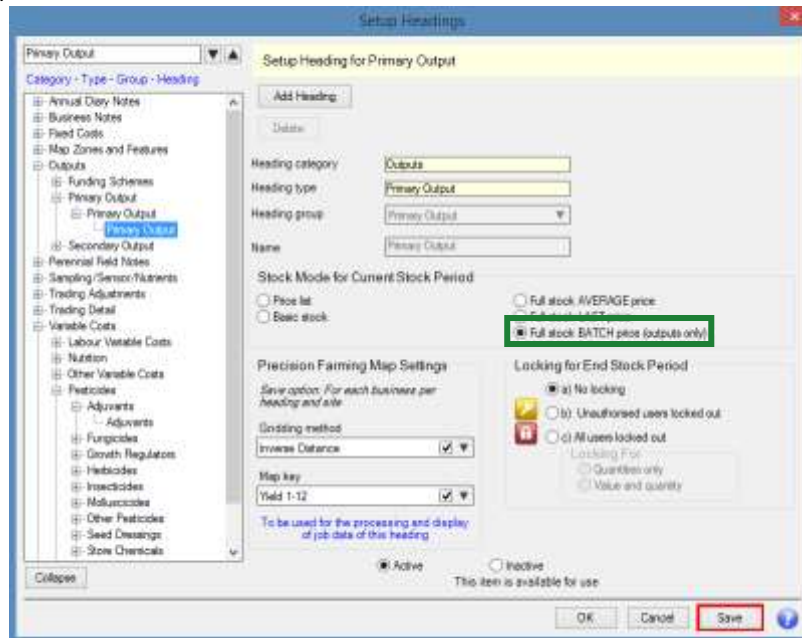 Setup Headings
Primary Output
Category - Type - Group - Heading
Annual Diary Notes
Business Notes
Fixed Costs
Map Zones and Features
Outputs
Funding Schemes
Primary Output
Primary Output
Primary Output
Secondary Output
Perennial Field Notes
Sampling/Sensor/Nutrients
Trading Adjustments
Trading Detail
Variable Costs
Labour Variable Costs
Nutrition
Other Variable Costs
Pesticides
Adjuvants
Adjuvants
Fungicides
Growth Regulators
Herbicides
Insecticides
Molluscicides
Other Pesticides
Seed Dressings
Store Chemicals
Collapse
Setup Heading for Primary Output
Add Heading
Delete
Heading category Outputs
Heading type Primary Output
Heading group Primary Output
Name Primary Output
Stock Mode for Current Stock Period
Price list
Basic stock
Full stock AVERAGE price
Full stock LAST price
Full stock BATCH price (outputs only)
Precision Farming Map Settings
Save option: For each business per
heading and site
Gridding method
Inverse Distance
Map key
Yield 1-12
To be used for the processing and display
of job data of this heading
Locking for End Stock Period
a) No locking
b) Unauthorised users locked out
c) All users locked out
Locking For
Quantities only
Value and quantity
Active
Inactive
This item is available for use
OK
Cancel
Save